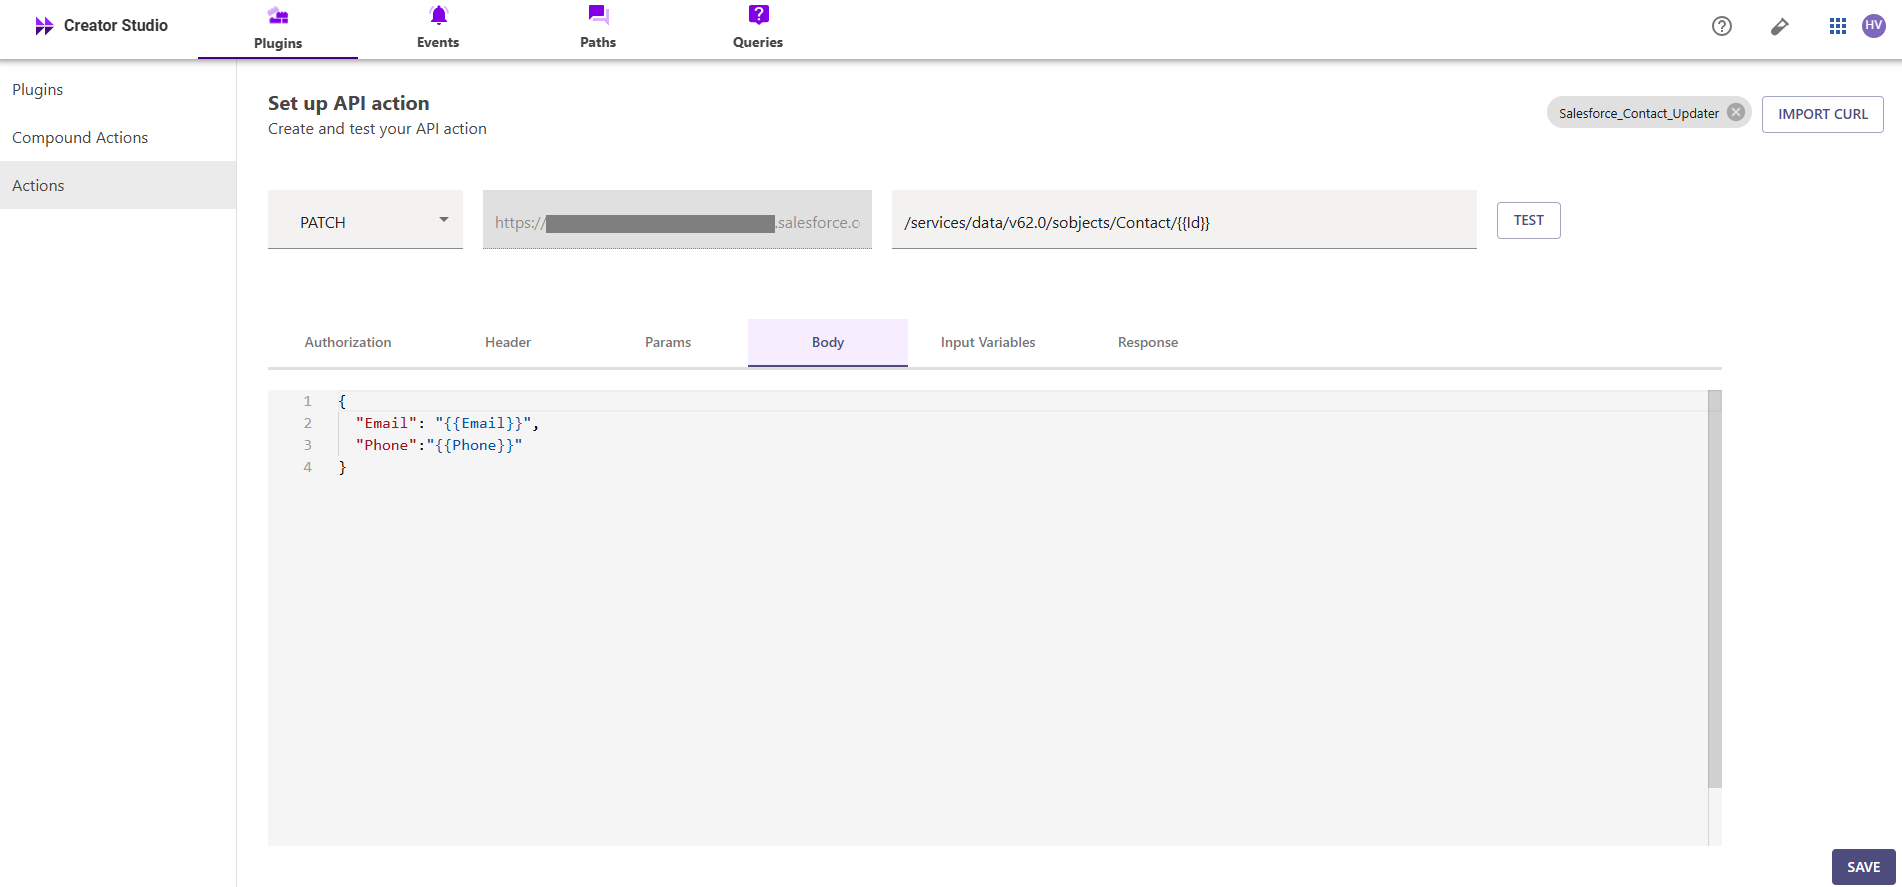 Creator Studio
Plugins
Events
Paths
Queries
HV
Plugins
Compound Actions
Actions
Set up API action
Create and test your API action
Salesforce_Contact_Updater
IMPORT CURL
PATCH
https://
.salesforce.c
/services/data/v62.0/sobjects/Contact/{{Id}}
TEST
Authorization
Header
Params
Body
Input Variables
Response
1 {
2 "Email": "{{Email}}",
3 "Phone":"{{Phone}}"
4 }
SAVE